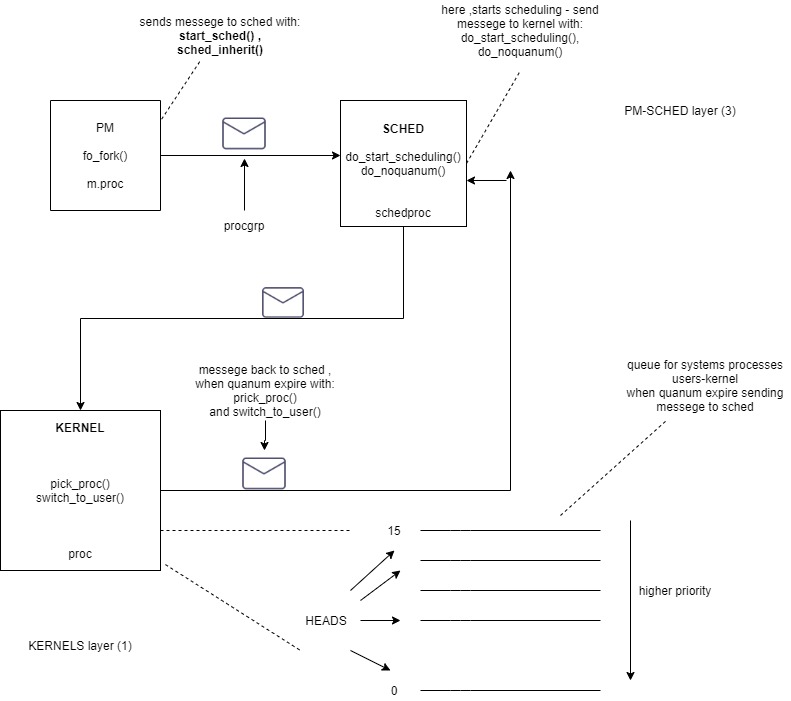 sends messege to sched with:
start_sched() ,
sched_inherit()
here ,starts scheduling - send
messege to kernel with:
do_start_scheduling(),
do_noquanum()
PM-SCHED layer (3)
PM
fo_fork()
m.proc
SCHED
do_start_scheduling()
do_noquanum()
schedproc
procgrp
messege back to sched ,
when quanum expire with:
prick_proc()
and switch_to_user()
queue for systems processes
users-kernel
when quanum expire sending
messege to sched
KERNEL
pick_proc()
switch_to_user()
proc
15
HEADS
0
higher priority
KERNELS layer (1)